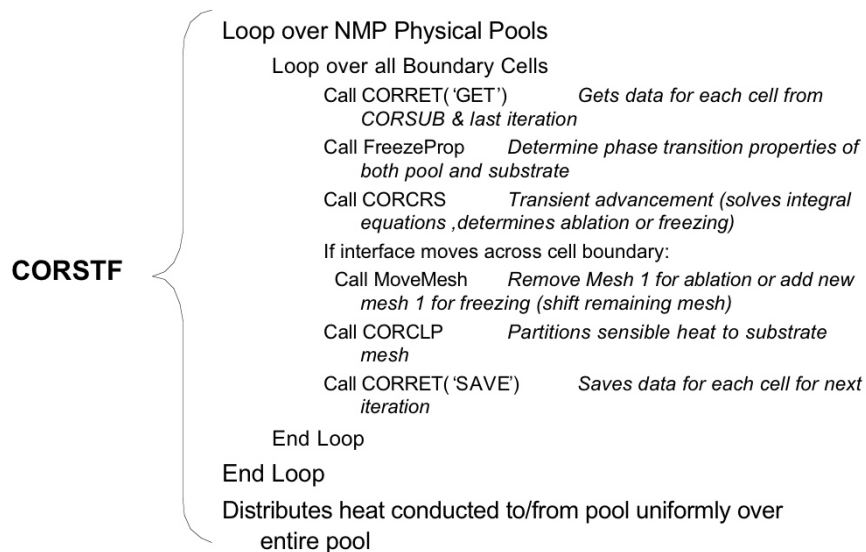 Loop over NMP Physical Pools
Loop over all Boundary Cells
Call CORRET(‘GET’) Gets data for each cell from
CORSUB & last iteration
Call FreezeProp Determine phase transition properties of
both pool and substrate
Call CORCRS Transient advancement (solves integral
equations ,determines ablation or freezing)
If interface moves across cell boundary:
Call MoveMesh Remove Mesh 1 for ablation or add new
mesh 1 for freezing (shift remaining mesh)
CORSTF
Call CORCLP Partitions sensible heat to substrate
mesh
Call CORRET(‘SAVE’) Saves data for each cell for next
iteration
End Loop
End Loop
Distributes heat conducted to/from pool uniformly over
entire pool